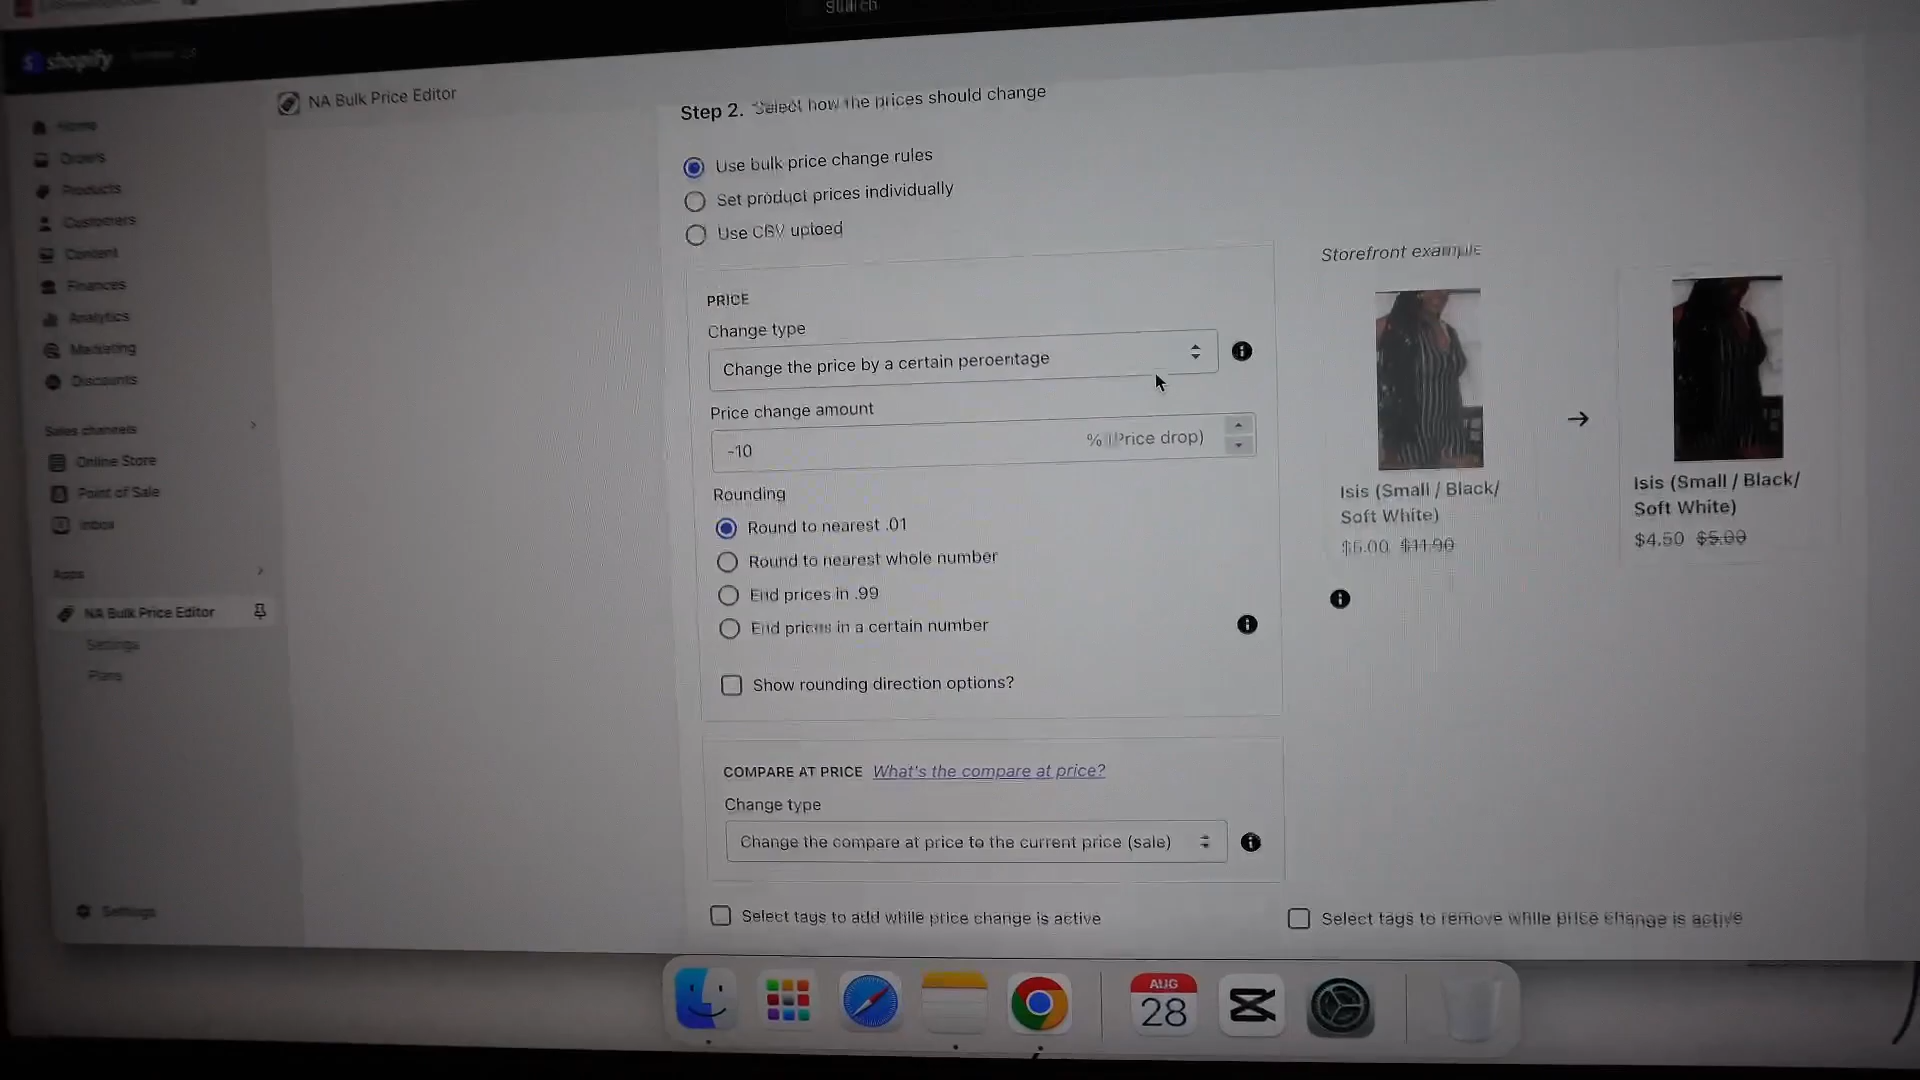 shopify
NA Bulk Price Editor
Home
Orders
Products
Customers
Content
Finances
Analytics
Marketing
Discounts
Sales channels
Online Store
Point of Sale
Inbox
Apps
NA Bulk Price Editor
Settings
Plans
Settings
Step 2. Select how the prices should change
Use bulk price change rules
Set product prices individually
Use CSV upload
PRICE
Change type
Change the price by a certain percentage
Price change amount
-10 % (Price drop)
Rounding
Round to nearest .01
Round to nearest whole number
End prices in .99
End prices in a certain number
Show rounding direction options?
COMPARE AT PRICE What's the compare at price?
Change type
Change the compare at price to the current price (sale)
Select tags to add while price change is active
Select tags to remove while price change is active
Storefront example
Isis (Small / Black/
Soft White)
$5.00 $11.90
Isis (Small / Black/
Soft White)
$4.50 $5.00
AUG
28